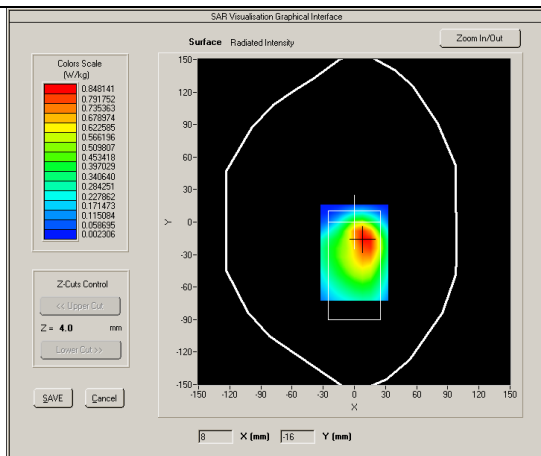 SAR Visualisation Graphical Interface
Surface Radiated Intensity
Zoom In/Out
Colors Scale
(W/kg)
0.848141
0.791752
0.735363
0.678974
0.622585
0.566196
0.509807
0.453418
0.397029
0.340640
0.284251
0.227862
0.171473
0.115084
0.058695
0.002306
Z-Cuts Control
<< Upper Cut
Z = 4.0 mm
Lower Cut >>
SAVE Cancel
150
120
90
60
30
0
-30
-60
-90
-120
-150
Y
-150 -120 -90 -60 -30 0 30 60 90 120 150
X
8 X (mm) -16 Y (mm)